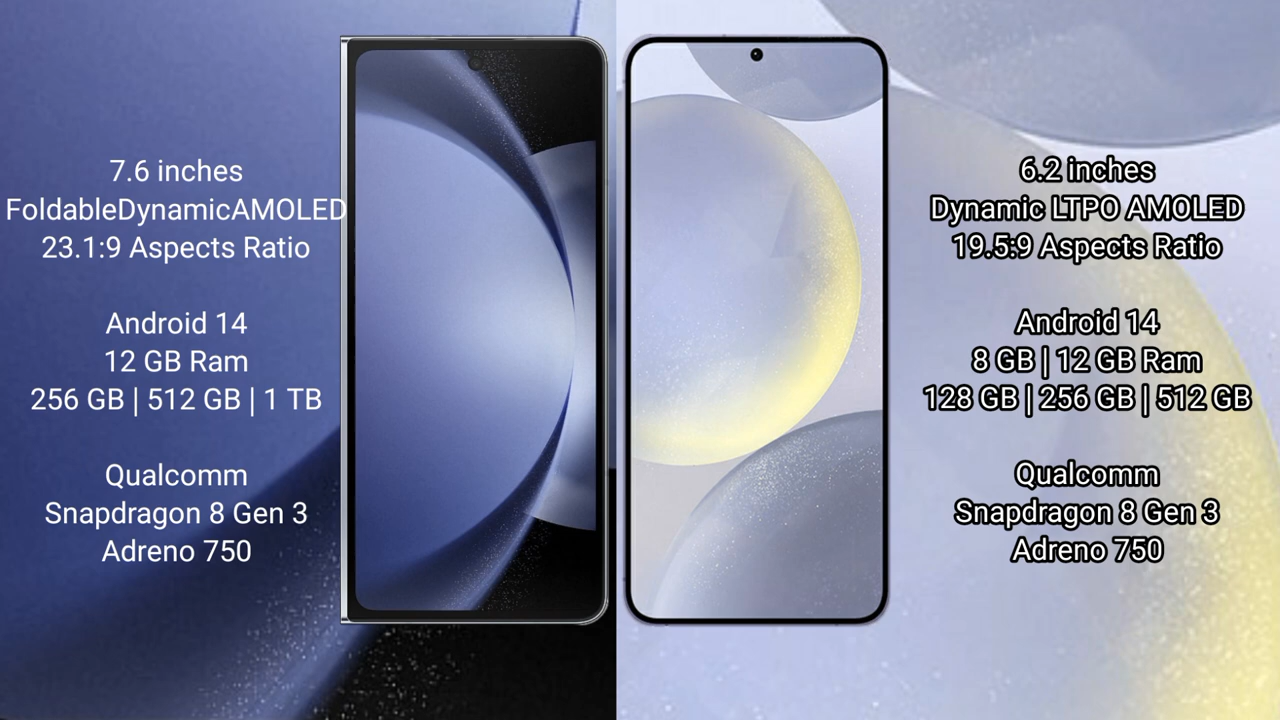 7.6 inches
FoldableDynamicAMOLED
23.1:9 Aspects Ratio
Android 14
12 GB Ram
256 GB | 512 GB | 1 TB
Qualcomm
Snapdragon 8 Gen 3
Adreno 750
6.2 inches
Dynamic LTPO AMOLED
19.5:9 Aspects Ratio
Android 14
8 GB | 12 GB Ram
128 GB | 256 GB | 512 GB
Qualcomm
Snapdragon 8 Gen 3
Adreno 750